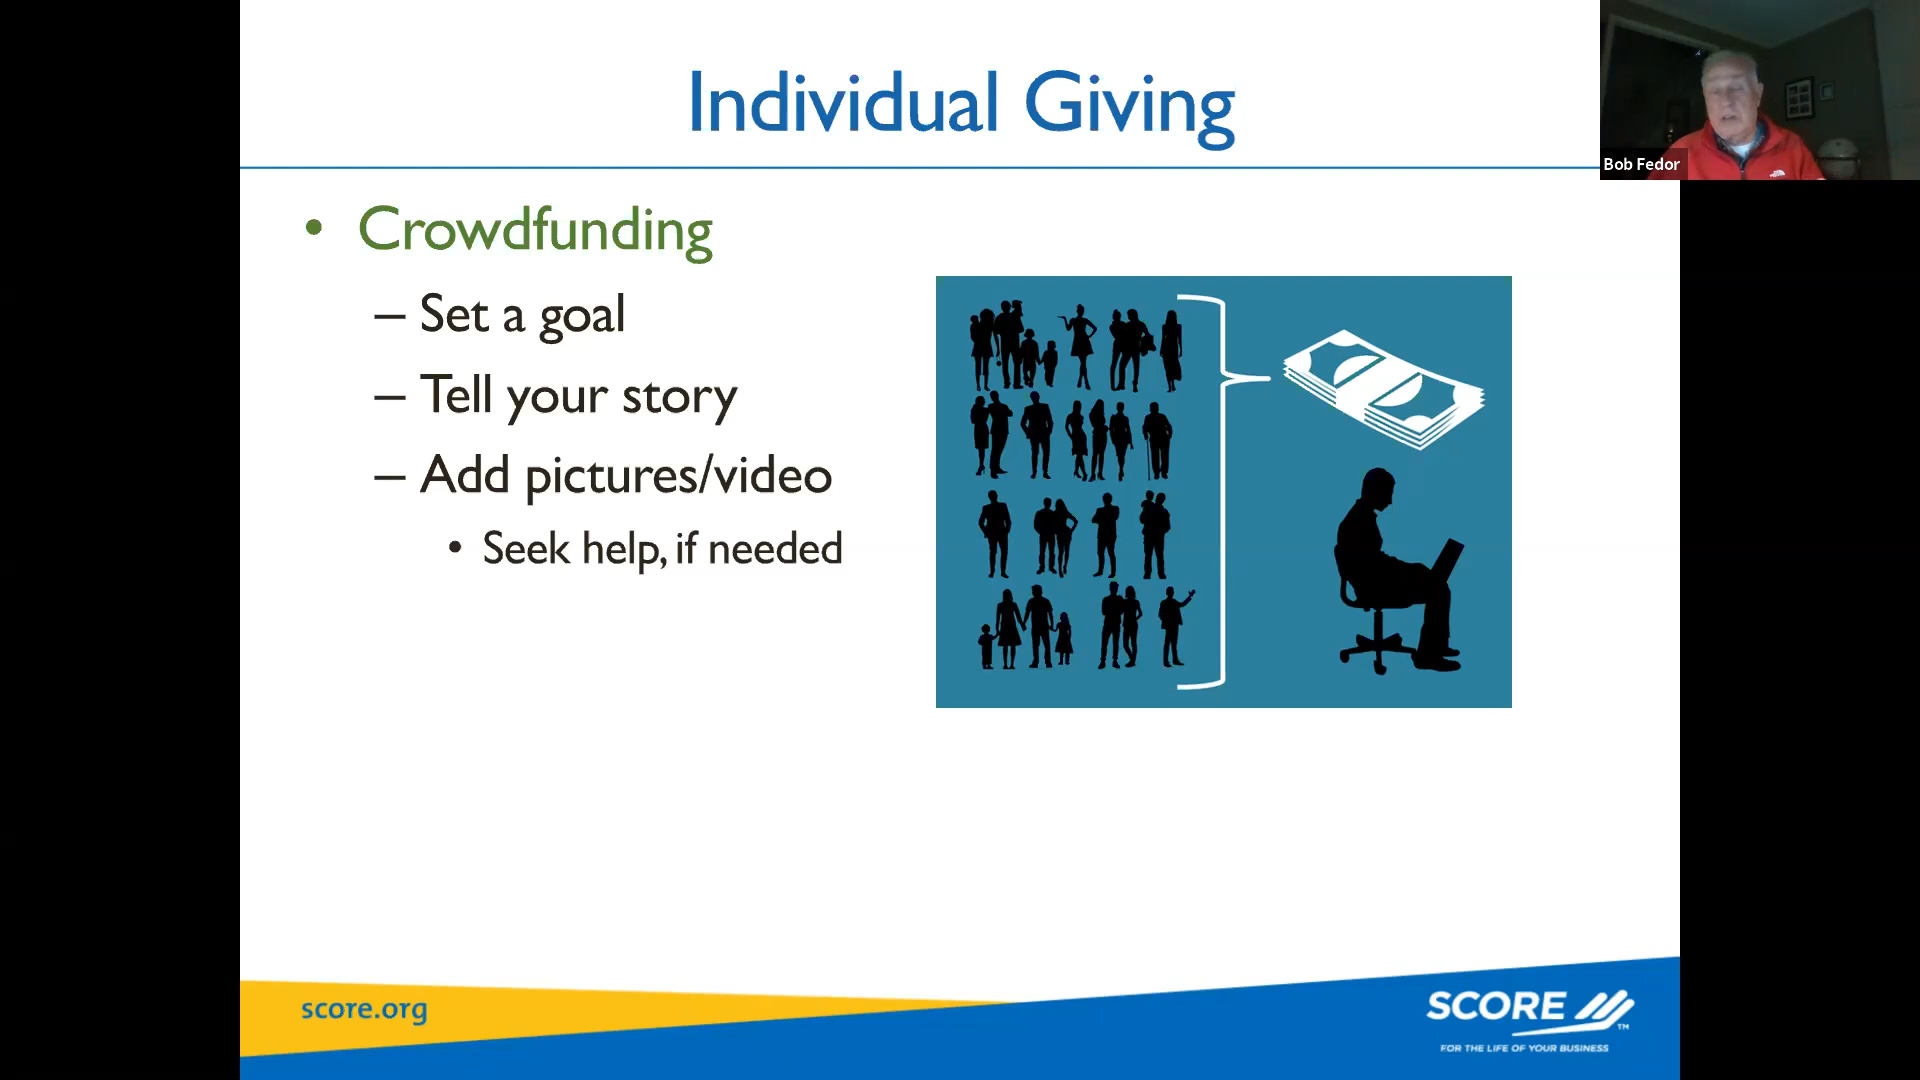 Individual Giving
Bob Fedor
• Crowdfunding
– Set a goal
– Tell your story
– Add pictures/video
• Seek help, if needed
score.org
SCORE
TM
FOR THE LIFE OF YOUR BUSINESS